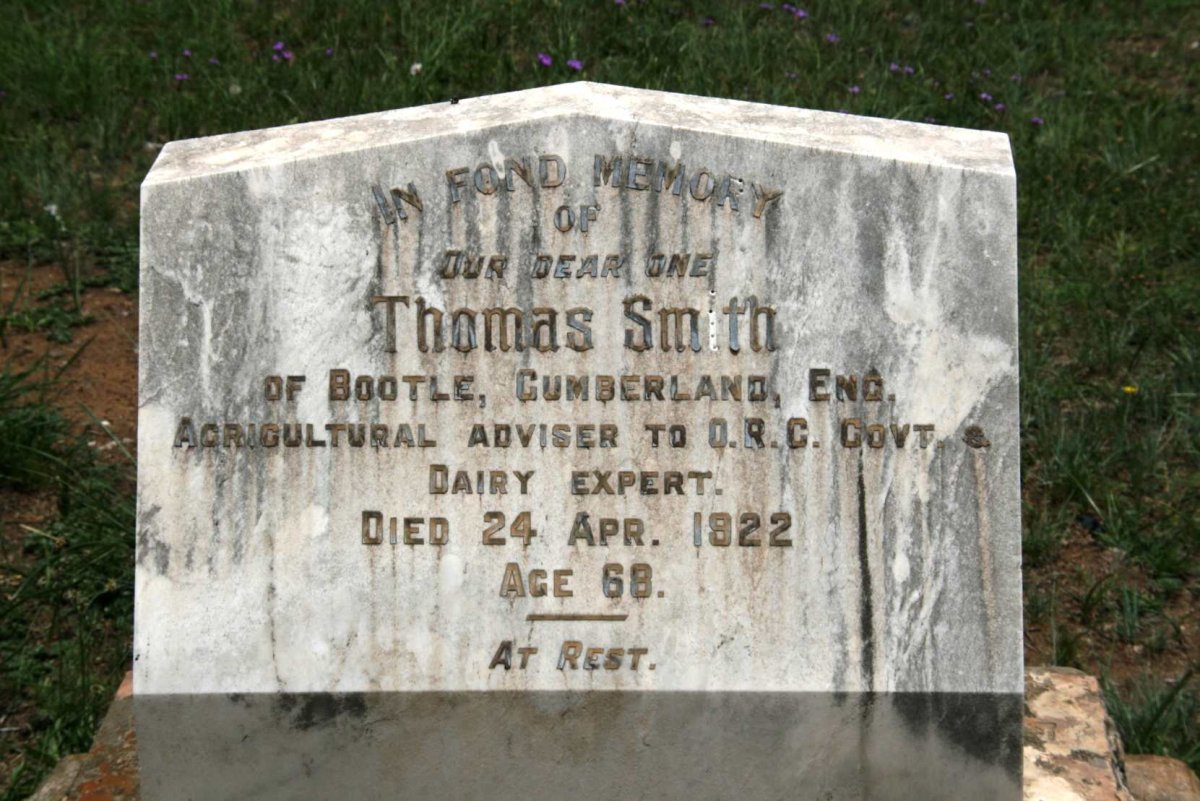 IN FOND MEMORY
OF
OUR DEAR ONE
Thomas Smith
OF BOOTLE, CUMBERLAND, ENG.
AGRICULTURAL ADVISER TO O.R.C. GOVT. &
DAIRY EXPERT.
DIED 24 APR. 1922
AGE 68.
AT REST.